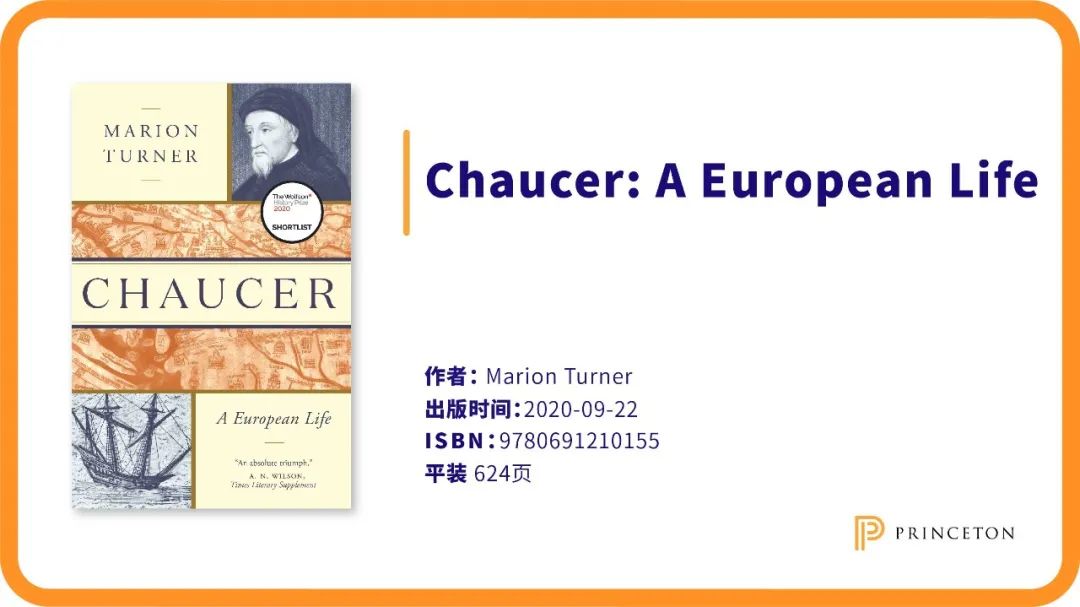 MARION
TURNER
The Wolfson®
History Prize
2020
SHORTLIST
CHAUCER
A European Life
“An absolute triumph.”
A. N. WILSON,
Times Literary Supplement
Chaucer: A European Life
作者：Marion Turner
出版时间：2020-09-22
ISBN：9780691210155
平装 624页
PRINCETON